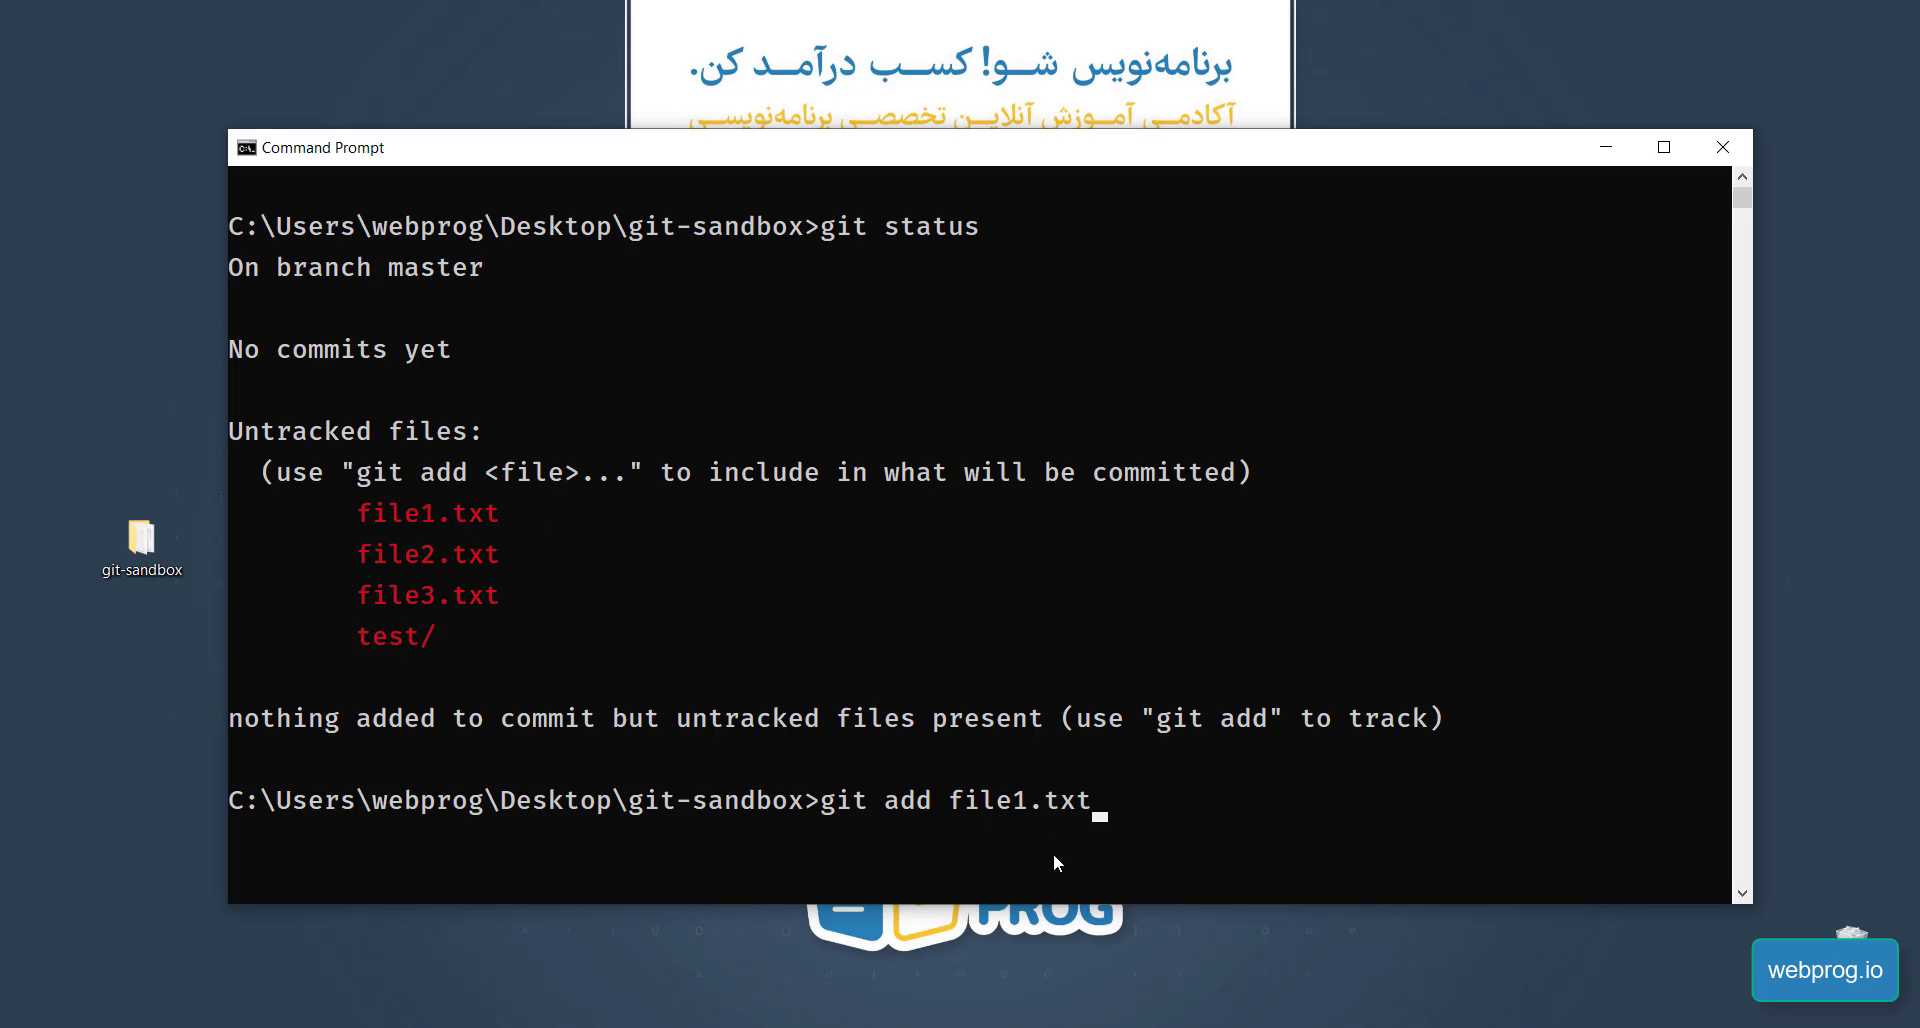 برنامه‌نویس شو! کسب درآمد کن.
آکادمی آموزش آنلاین تخصصی برنامه‌نویسی
Command Prompt
C:\Users\webprog\Desktop\git-sandbox>git status
On branch master
No commits yet
Untracked files:
(use "git add <file>..." to include in what will be committed)
file1.txt
file2.txt
file3.txt
test/
nothing added to commit but untracked files present (use "git add" to track)
C:\Users\webprog\Desktop\git-sandbox>git add file1.txt
git-sandbox
PROG
webprog.io